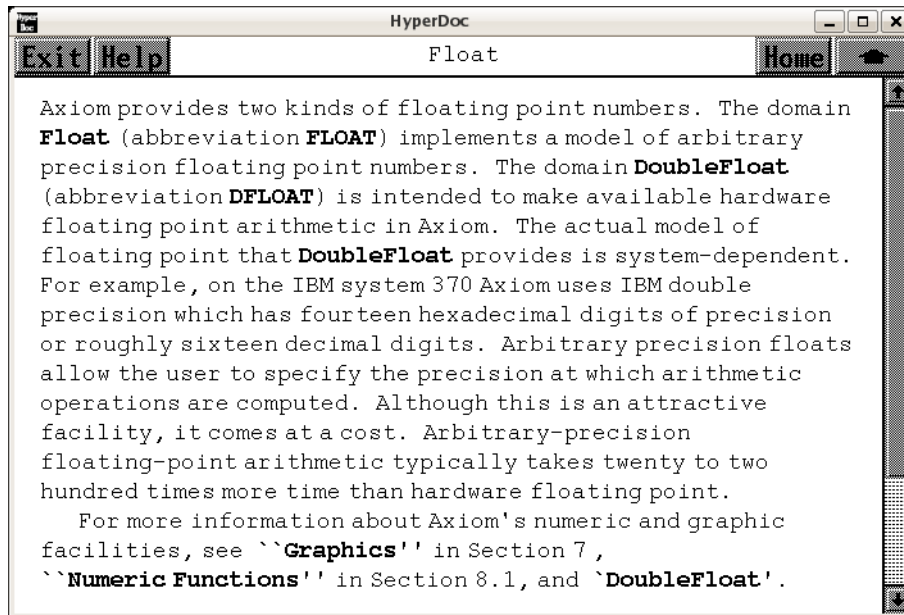 Hyper Doc HyperDoc
Exit Help Float Home
Axiom provides two kinds of floating point numbers. The domain
Float (abbreviation FLOAT) implements a model of arbitrary
precision floating point numbers. The domain DoubleFloat
(abbreviation DFLOAT) is intended to make available hardware
floating point arithmetic in Axiom. The actual model of
floating point that DoubleFloat provides is system-dependent.
For example, on the IBM system 370 Axiom uses IBM double
precision which has fourteen hexadecimal digits of precision
or roughly sixteen decimal digits. Arbitrary precision floats
allow the user to specify the precision at which arithmetic
operations are computed. Although this is an attractive
facility, it comes at a cost. Arbitrary-precision
floating-point arithmetic typically takes twenty to two
hundred times more time than hardware floating point.
For more information about Axiom's numeric and graphic
facilities, see ``Graphics'' in Section 7 ,
``Numeric Functions'' in Section 8.1, and `DoubleFloat'.